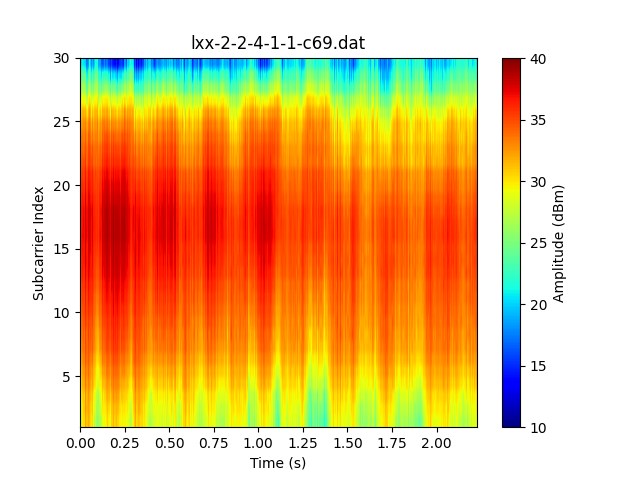 lxx-2-2-4-1-1-c69.dat
30
25
20
15
10
5
Subcarrier Index
0.00 0.25 0.50 0.75 1.00 1.25 1.50 1.75 2.00
Time (s)
40
35
30
25
20
15
10
Amplitude (dBm)